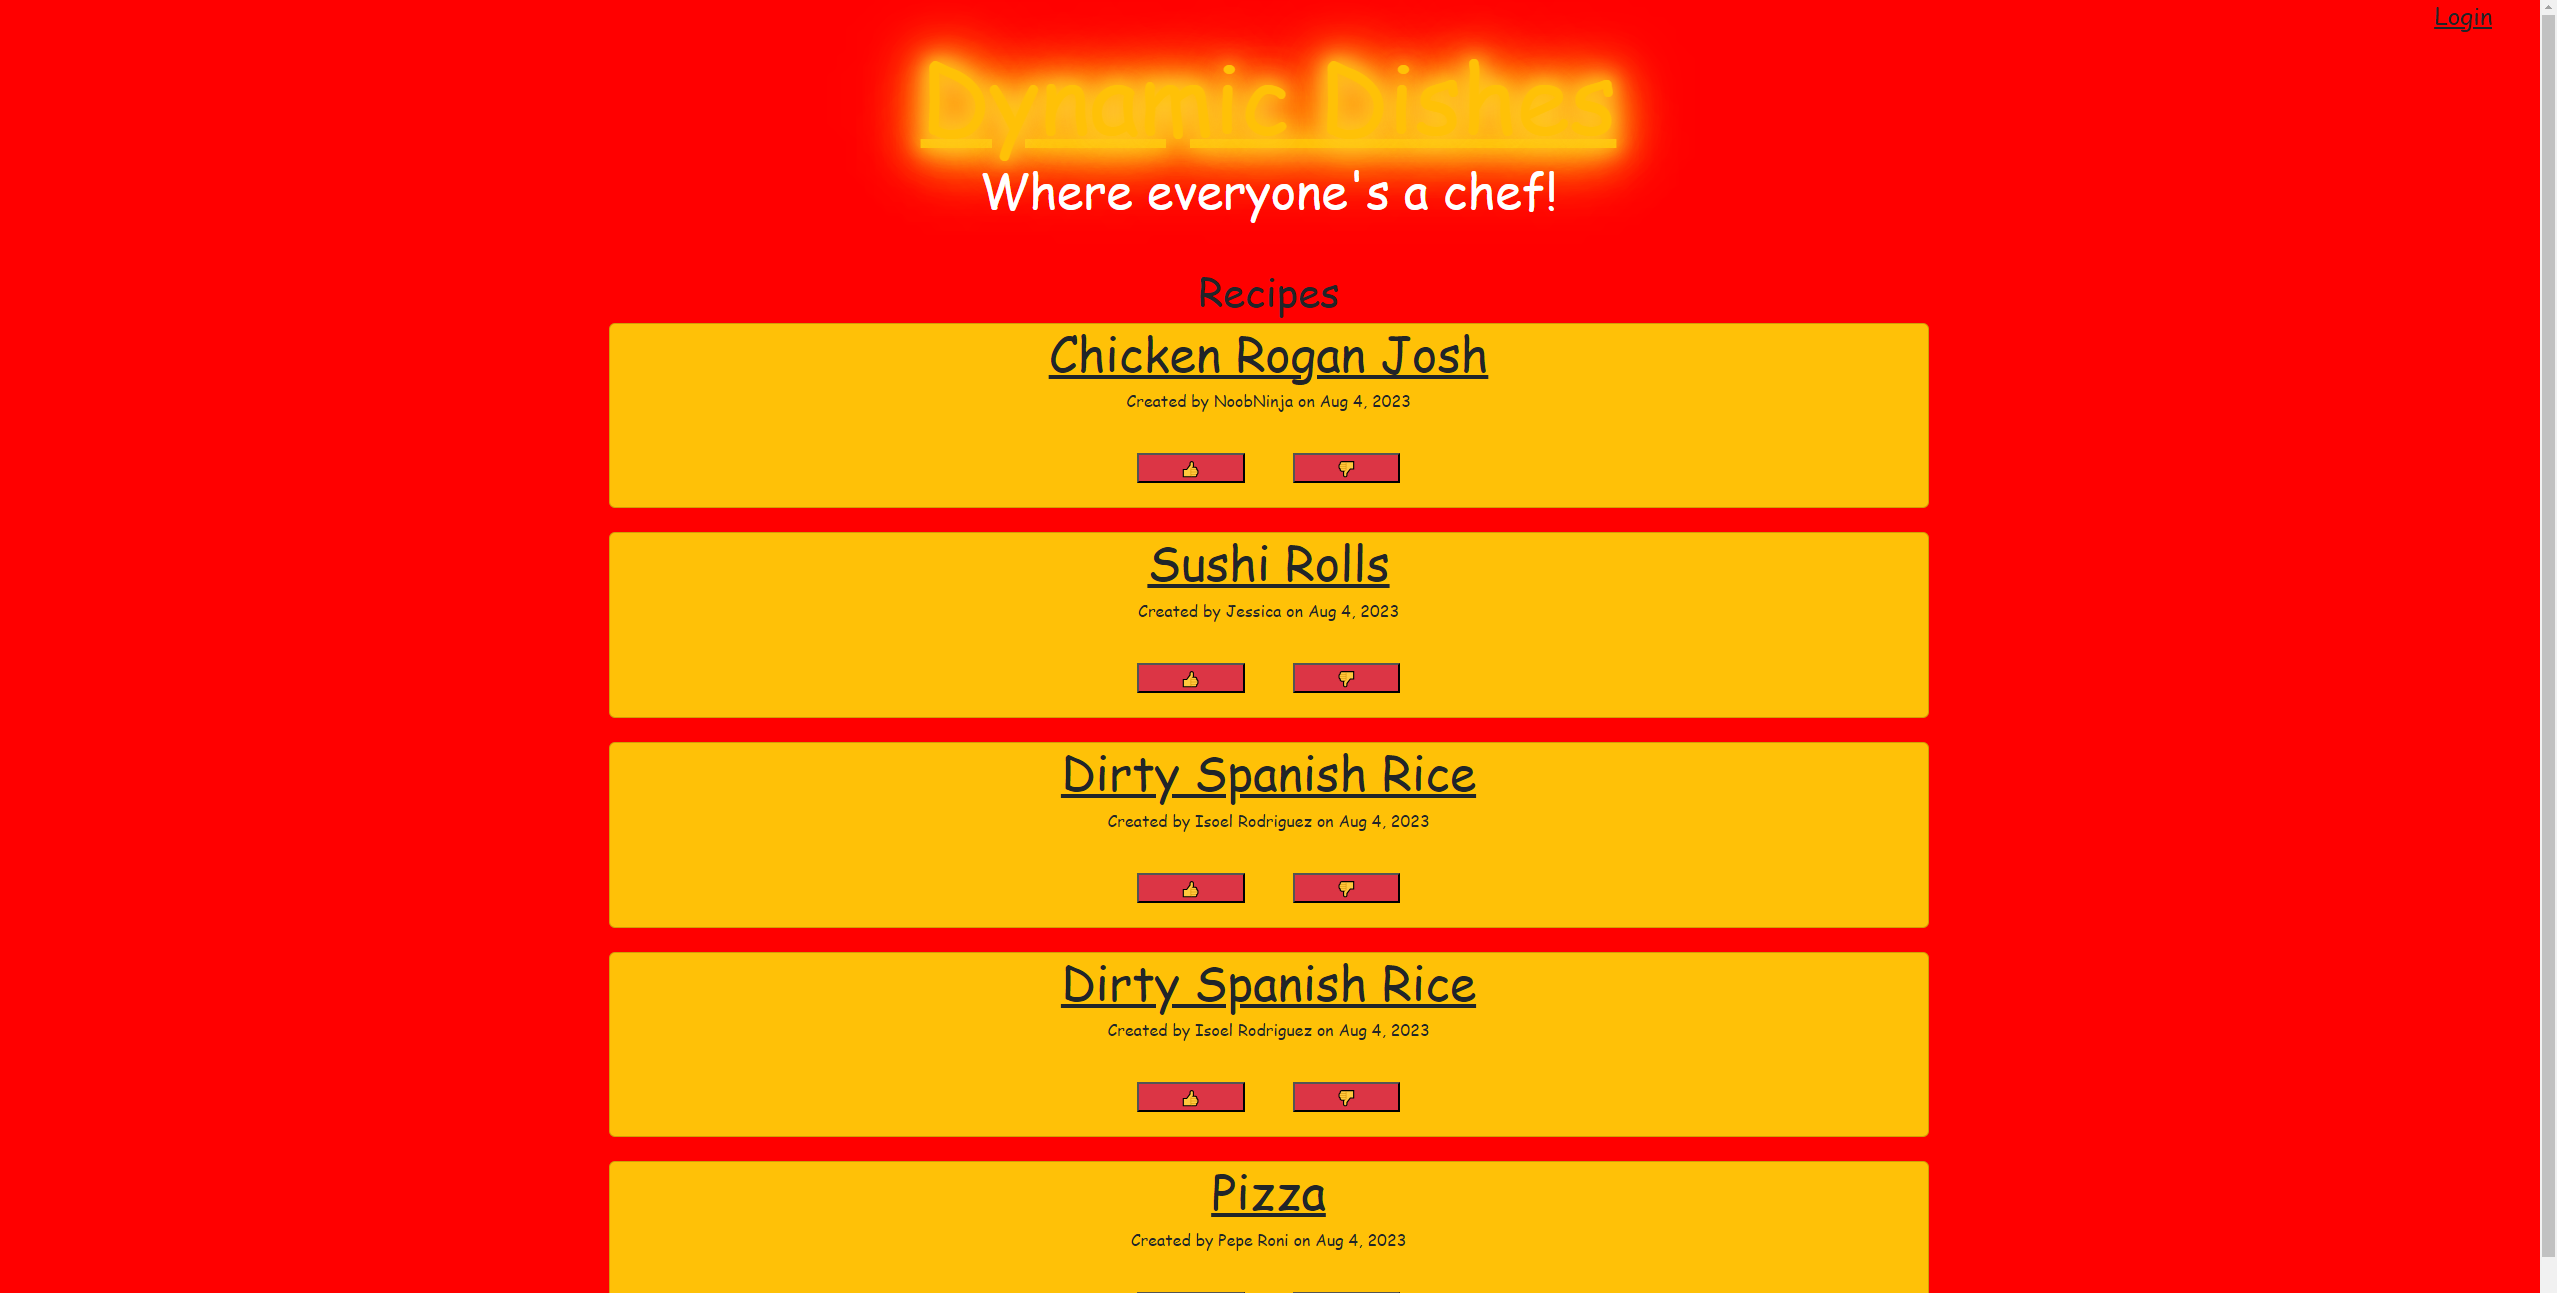 Login
Dynamic Dishes
Where everyone's a chef!
Recipes
Chicken Rogan Josh
Created by NoobNinja on Aug 4, 2023
Sushi Rolls
Created by Jessica on Aug 4, 2023
Dirty Spanish Rice
Created by Isoel Rodriguez on Aug 4, 2023
Dirty Spanish Rice
Created by Isoel Rodriguez on Aug 4, 2023
Pizza
Created by Pepe Roni on Aug 4, 2023